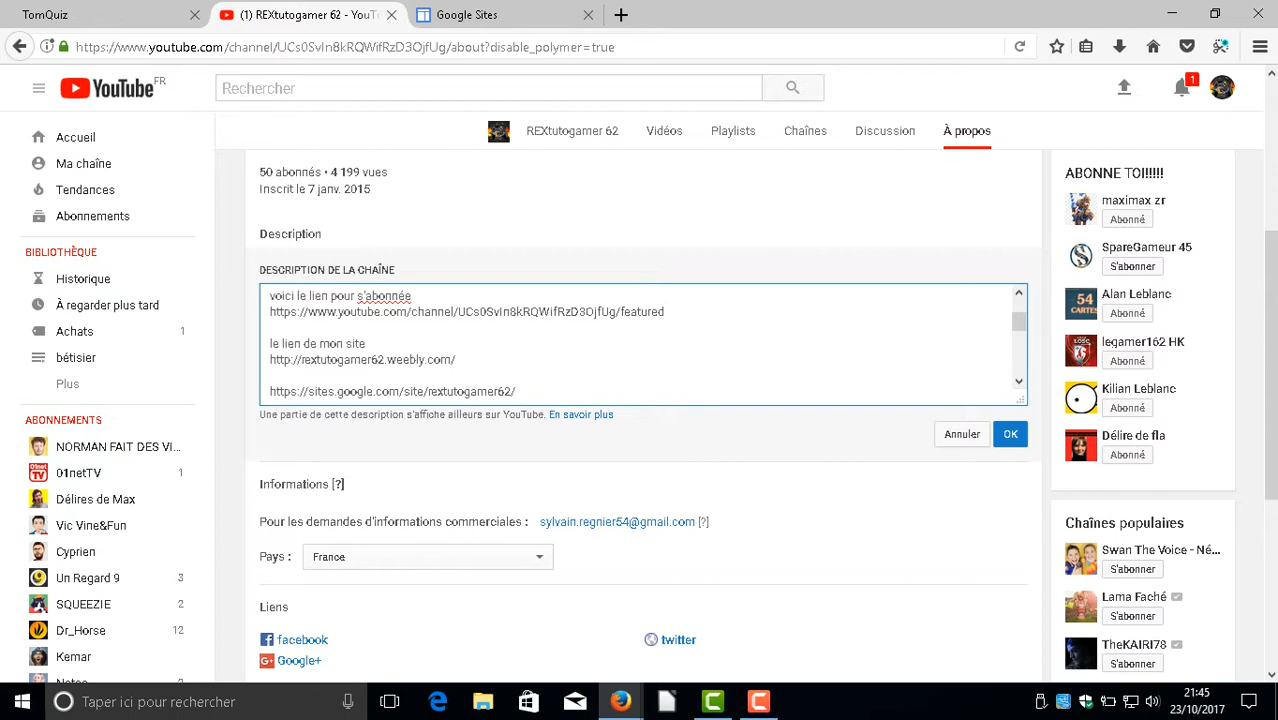 TomQuiz
(1) REXtutogamer 62 - YouT
Google Sites
https://www.youtube.com/channel/UCs0SvIn8kRQWifRzD3OjfUg/about?disable_polymer=true
YouTube FR
Rechercher
1
REXtutogamer 62
Vidéos
Playlists
Chaînes
Discussion
À propos
Accueil
Ma chaîne
Tendances
Abonnements
BIBLIOTHÈQUE
Historique
À regarder plus tard
Achats 1
bétisier
Plus
ABONNEMENTS
NORMAN FAIT DES VI...
01netTV 1
Délires de Max
Vic Vine&Fun
Cyprien
Un Regard 9 3
SQUEEZIE 2
Dr_Horse 12
Kemar
50 abonnés • 4 199 vues
Inscrit le 7 janv. 2015
Description
DESCRIPTION DE LA CHAÎNE
voici le lien pour s'abonnée
https://www.youtube.com/channel/UCs0SvIn8kRQWifRzD3OjfUg/featured
le lien de mon site
http://rextutogamer62.weebly.com/
https://sites.google.com/site/rextutogamer62/
Une partie de cette description s'affiche ailleurs sur YouTube. En savoir plus
Annuler
OK
Informations [?]
Pour les demandes d'informations commerciales : sylvain.regnier54@gmail.com [?]
Pays : France
Liens
facebook
twitter
Google+
ABONNE TOI!!!!!!
maximax zr
Abonné
SpareGameur 45
S'abonner
54
CARTES
Alan Leblanc
Abonné
LOSC
legamer162 HK
Abonné
Kilian Leblanc
Abonné
Délire de fla
Abonné
Chaînes populaires
Swan The Voice - Né...
S'abonner
Lama Faché
S'abonner
TheKAIRI78
S'abonner
Taper ici pour rechercher
21:45
23/10/2017